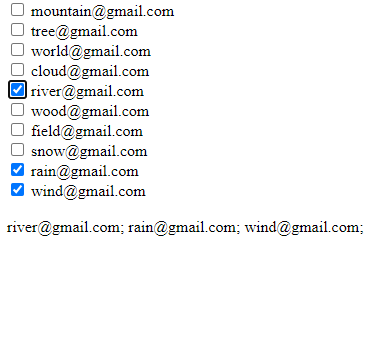 mountain@gmail.com
tree@gmail.com
world@gmail.com
cloud@gmail.com
river@gmail.com
wood@gmail.com
field@gmail.com
snow@gmail.com
rain@gmail.com
wind@gmail.com
river@gmail.com; rain@gmail.com; wind@gmail.com;